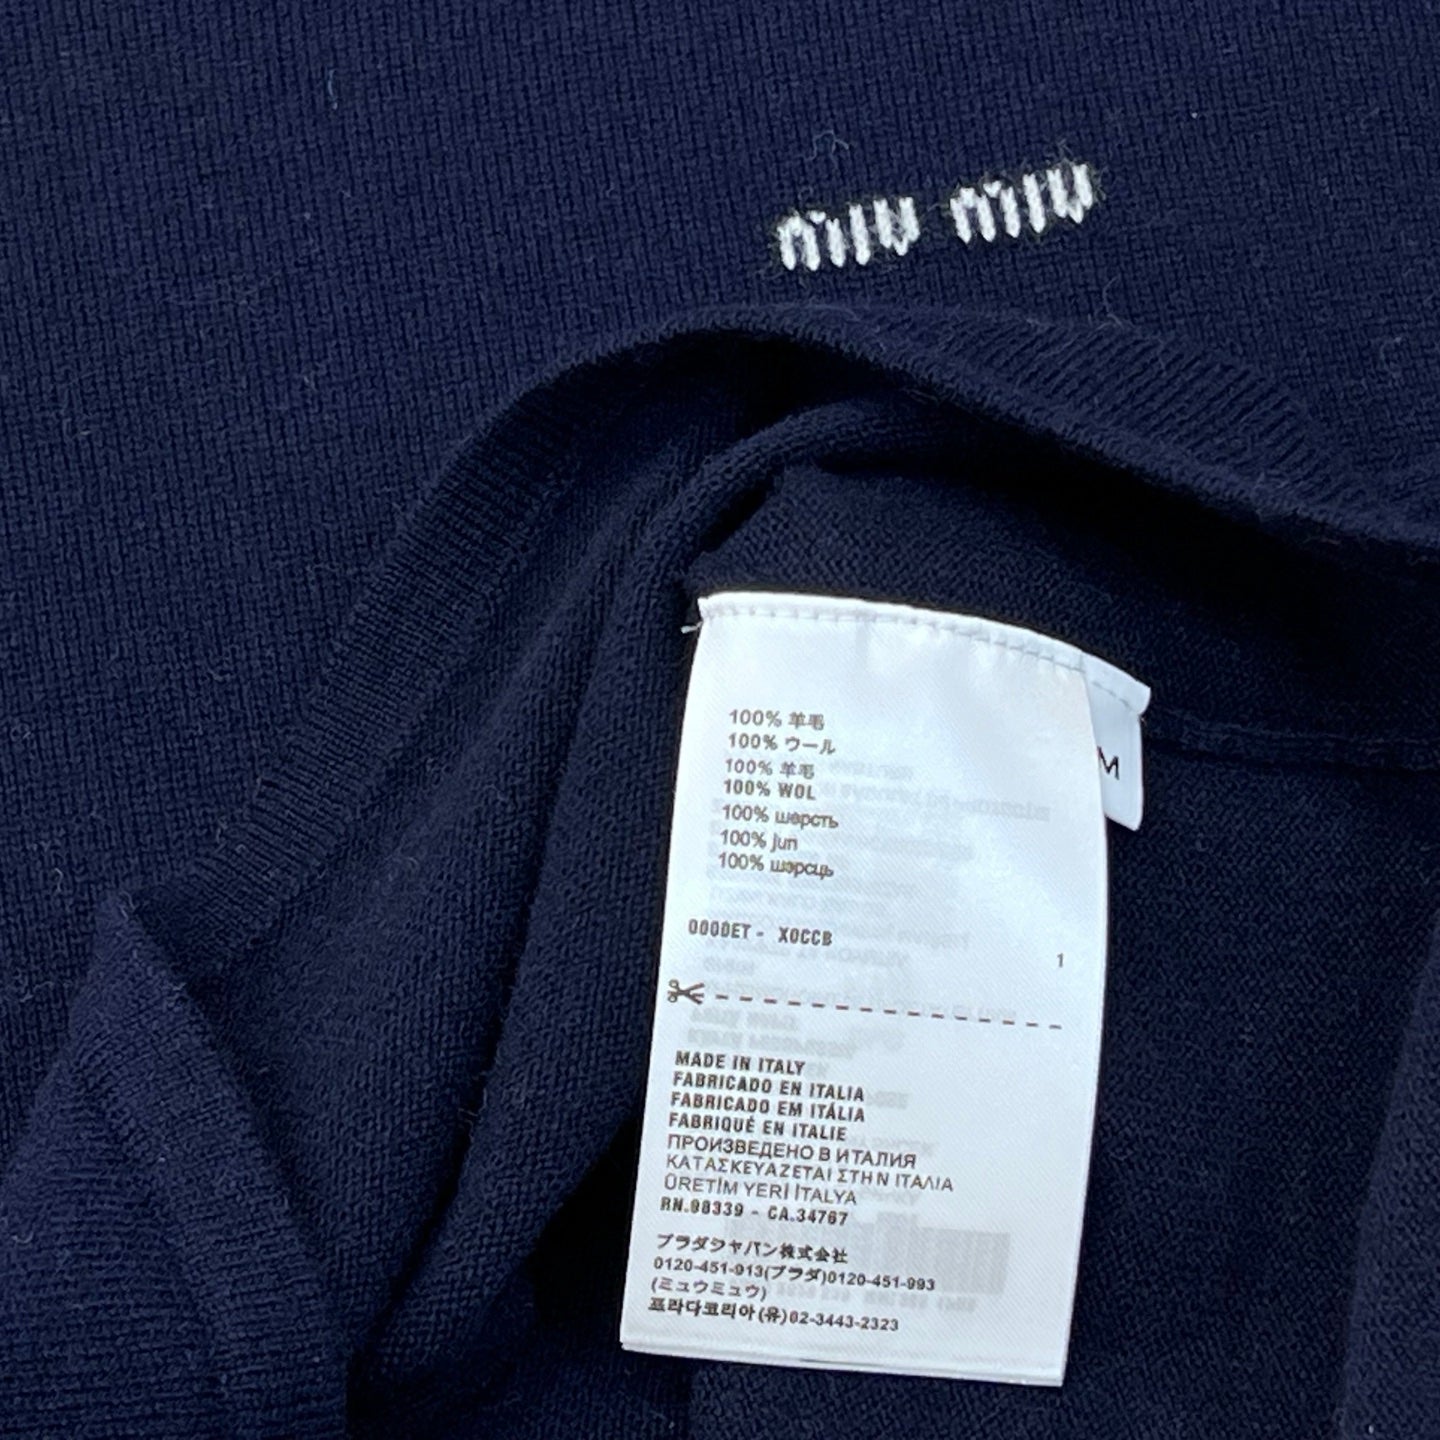 miu miu
M
100% 羊毛
100% ウール
100% 羊毛
100% WOL
100% шерсть
100% jun
100% шэрсць
0000ET - X0CCB
1
MADE IN ITALY
FABRICADO EN ITALIA
FABRICADO EM ITÁLIA
FABRIQUÉ EN ITALIE
ПРОИЗВЕДЕНО В ИТАЛИЯ
ΚΑΤΑΣΚΕΥΑΖΕΤΑΙ ΣΤΗΝ ΙΤΑΛΙΑ
ÜRETİM YERİ İTALYA
RN.98339 - CA.34767
プラダジャパン株式会社
0120-451-913(プラダ)0120-451-993
(ミュウミュウ)
프라다코리아(유)02-3443-2323